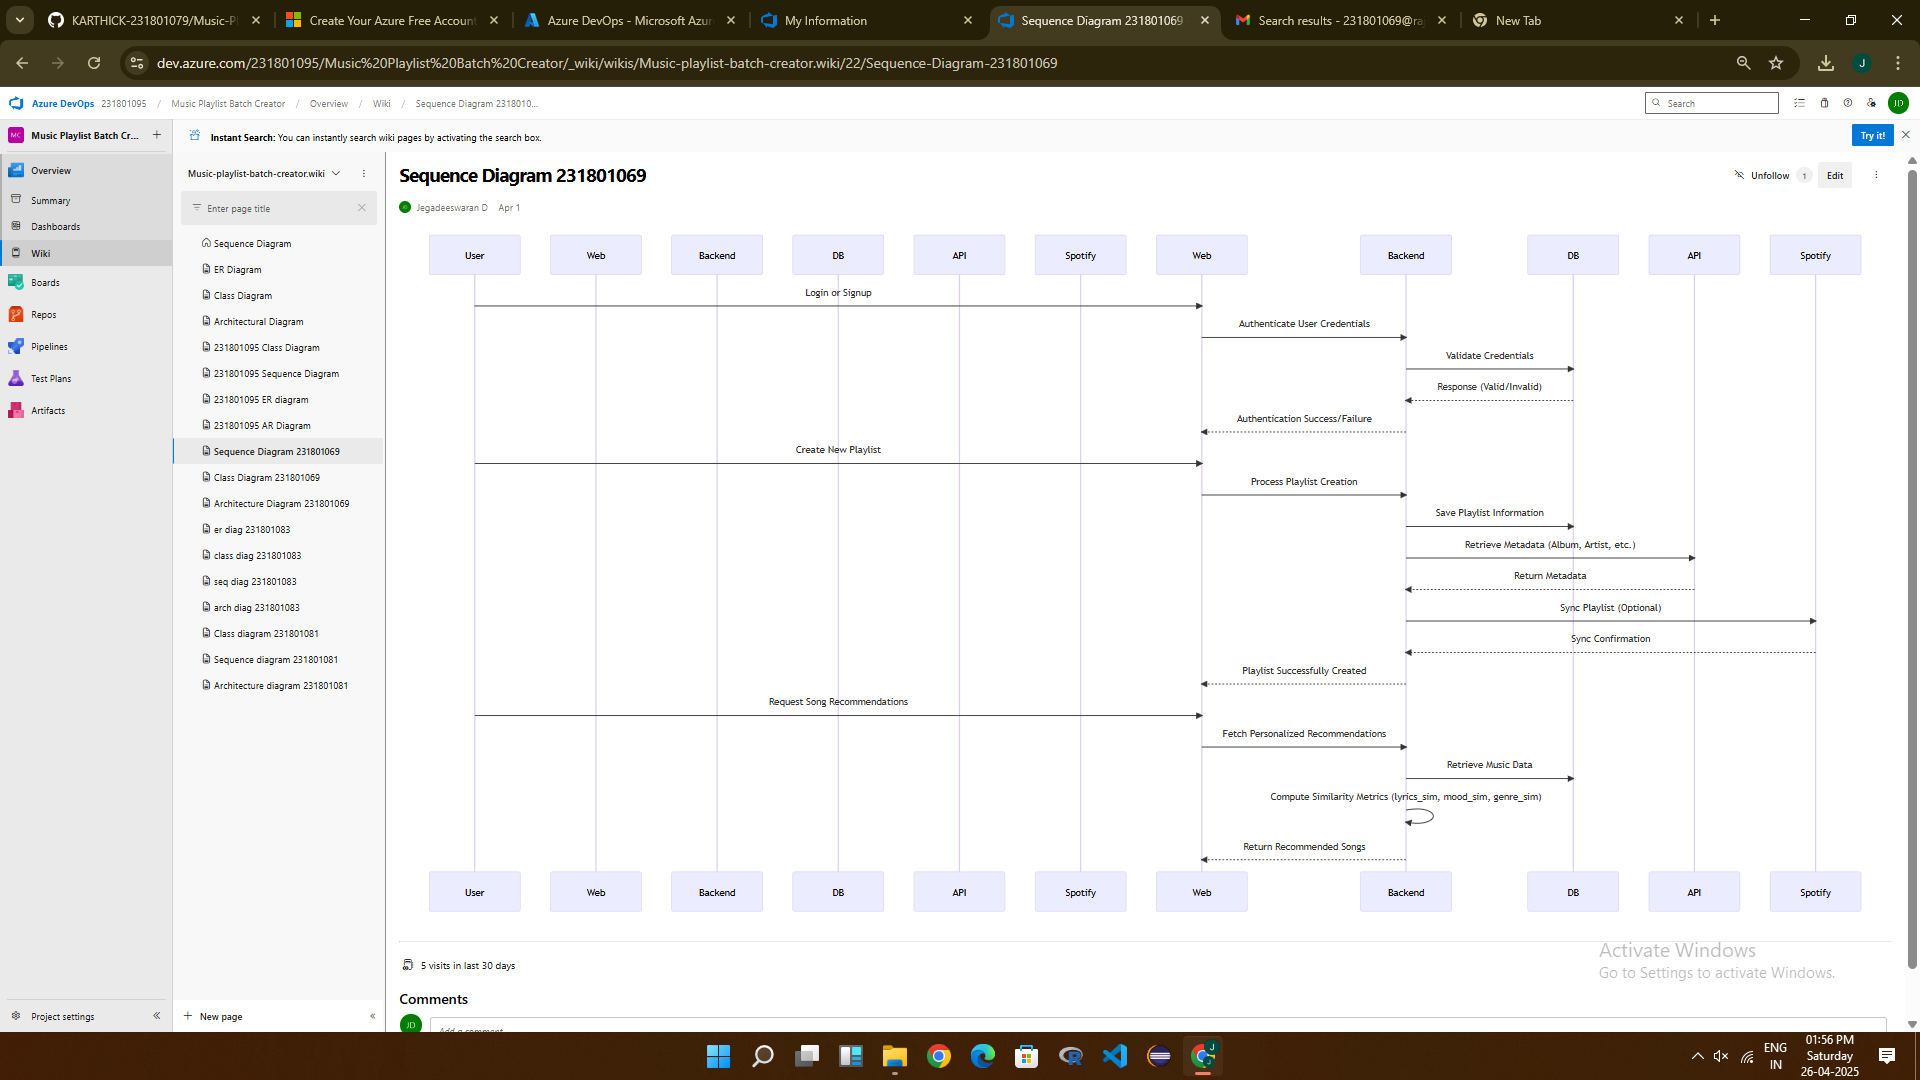 KARTHICK-231801079/Music-Pl
Create Your Azure Free Account
Azure DevOps - Microsoft Azur
My Information
Sequence Diagram 231801069
Search results - 231801069@ra
New Tab
dev.azure.com/231801095/Music%20Playlist%20Batch%20Creator/_wiki/wikis/Music-playlist-batch-creator.wiki/22/Sequence-Diagram-231801069
J
Azure DevOps 231801095 / Music Playlist Batch Creator / Overview / Wiki / Sequence Diagram 2318010...
Search
JD
MC Music Playlist Batch Cr... +
Instant Search: You can instantly search wiki pages by activating the search box.
Try it!
Overview
Summary
Dashboards
Wiki
Boards
Repos
Pipelines
Test Plans
Artifacts
Project settings
Music-playlist-batch-creator.wiki
Enter page title
Sequence Diagram
ER Diagram
Class Diagram
Architectural Diagram
231801095 Class Diagram
231801095 Sequence Diagram
231801095 ER diagram
231801095 AR Diagram
Sequence Diagram 231801069
Class Diagram 231801069
Architecture Diagram 231801069
er diag 231801083
class diag 231801083
seq diag 231801083
arch diag 231801083
Class diagram 231801081
Sequence diagram 231801081
Architecture diagram 231801081
+ New page
Sequence Diagram 231801069
Unfollow 1 Edit
Jegadeeswaran D Apr 1
User Web Backend DB API Spotify Web Backend DB API Spotify
Login or Signup
Authenticate User Credentials
Validate Credentials
Response (Valid/Invalid)
Authentication Success/Failure
Create New Playlist
Process Playlist Creation
Save Playlist Information
Retrieve Metadata (Album, Artist, etc.)
Return Metadata
Sync Playlist (Optional)
Sync Confirmation
Playlist Successfully Created
Request Song Recommendations
Fetch Personalized Recommendations
Retrieve Music Data
Compute Similarity Metrics (lyrics_sim, mood_sim, genre_sim)
Return Recommended Songs
User Web Backend DB API Spotify Web Backend DB API Spotify
5 visits in last 30 days
Activate Windows
Go to Settings to activate Windows.
Comments
JD
Add a comment
ENG
IN
01:56 PM
Saturday
26-04-2025